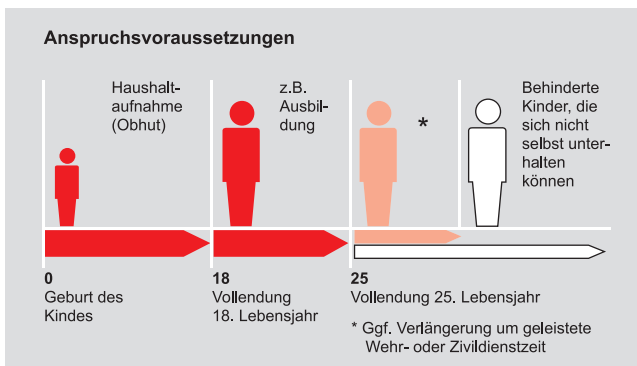 Anspruchsvoraussetzungen
Haushalt-
aufnahme
(Obhut)
z.B.
Ausbil-
dung
*
Behinderte
Kinder, die
sich nicht
selbst unter-
halten
können
0
Geburt des
Kindes
18
Vollendung
18. Lebensjahr
25
Vollendung 25. Lebensjahr
* Ggf. Verlängerung um geleistete
Wehr- oder Zivildienstzeit